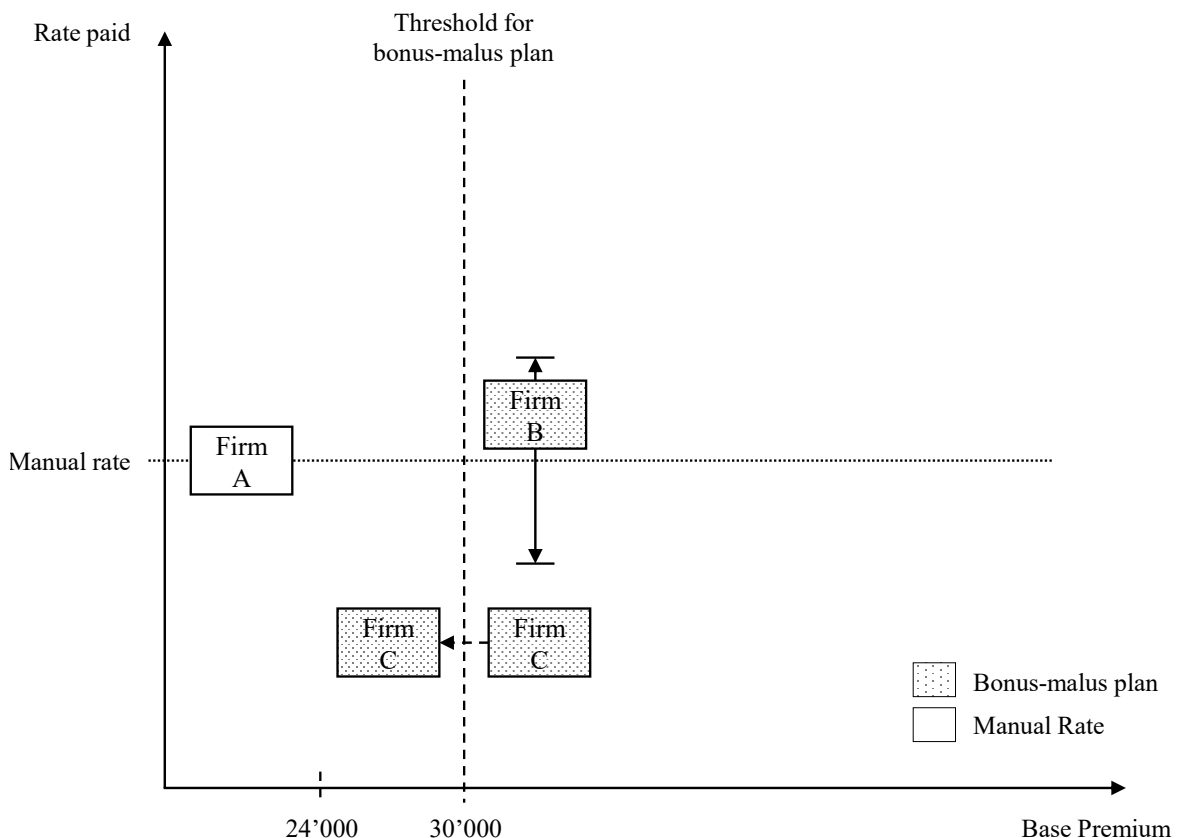 Threshold for
bonus-malus plan
Rate paid
Firm
B
Manual rate
Firm
A
Firm
C
Firm
C
Bonus-malus plan
Manual Rate
24’000
30’000
Base Premium